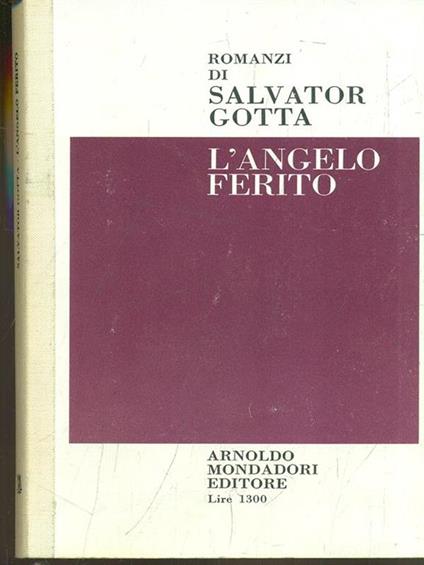 ROMANZI
DI
SALVATOR
GOTTA
L'ANGELO
FERITO
ARNOLDO
MONDADORI
EDITORE
Lire 1300
SALVATOR GOTTA - L'ANGELO FERITO